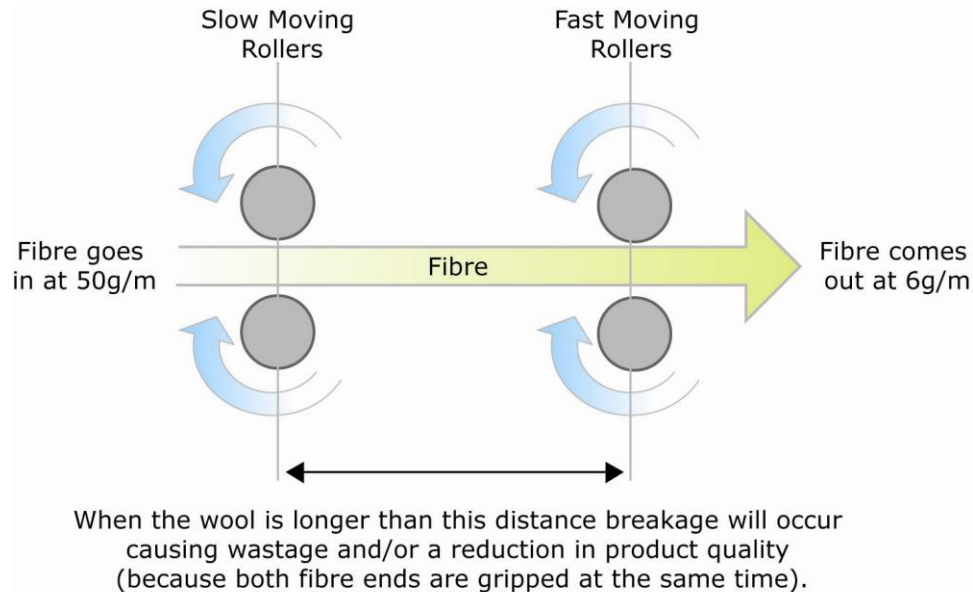 Slow Moving
Rollers
Fast Moving
Rollers
Fibre goes
in at 50g/m
Fibre
Fibre comes
out at 6g/m
When the wool is longer than this distance breakage will occur
causing wastage and/or a reduction in product quality
(because both fibre ends are gripped at the same time).